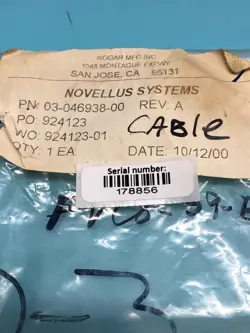 ROGAR MFG INC
1048 MONTAGUE EXPWY
SAN JOSE, CA 95131
NOVELLUS SYSTEMS
PN: 03-046938-00 REV: A
PO: 924123
CABLE
WO: 924123-01
QTY: 1 EA DATE: 10/12/00
Serial number:
178856